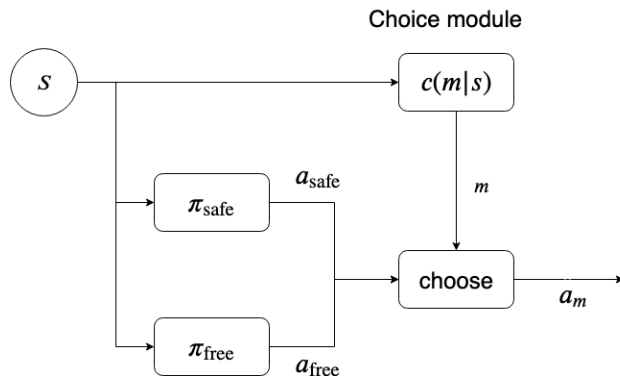 Choice module
s
c(m|s)
m
a_safe
π_safe
choose
a_m
π_free
a_free